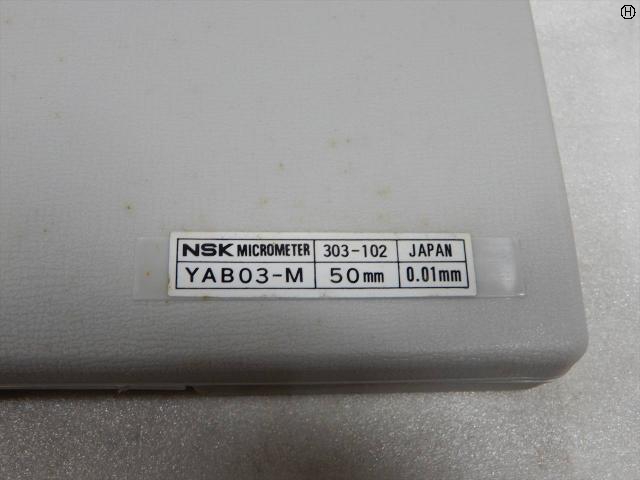 H
NSK MICROMETER 303-102 JAPAN
YAB03-M 50mm 0.01mm